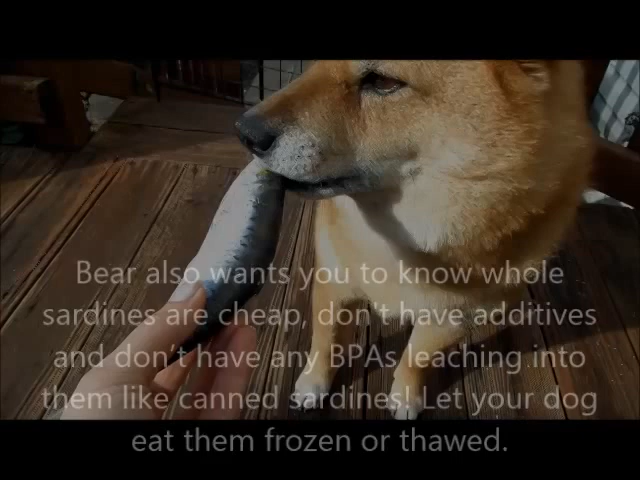 Bear also wants you to know whole
sardines are cheap, don't have additives
and don't have any BPAs leaching into
them like canned sardines! Let your dog
eat them frozen or thawed.